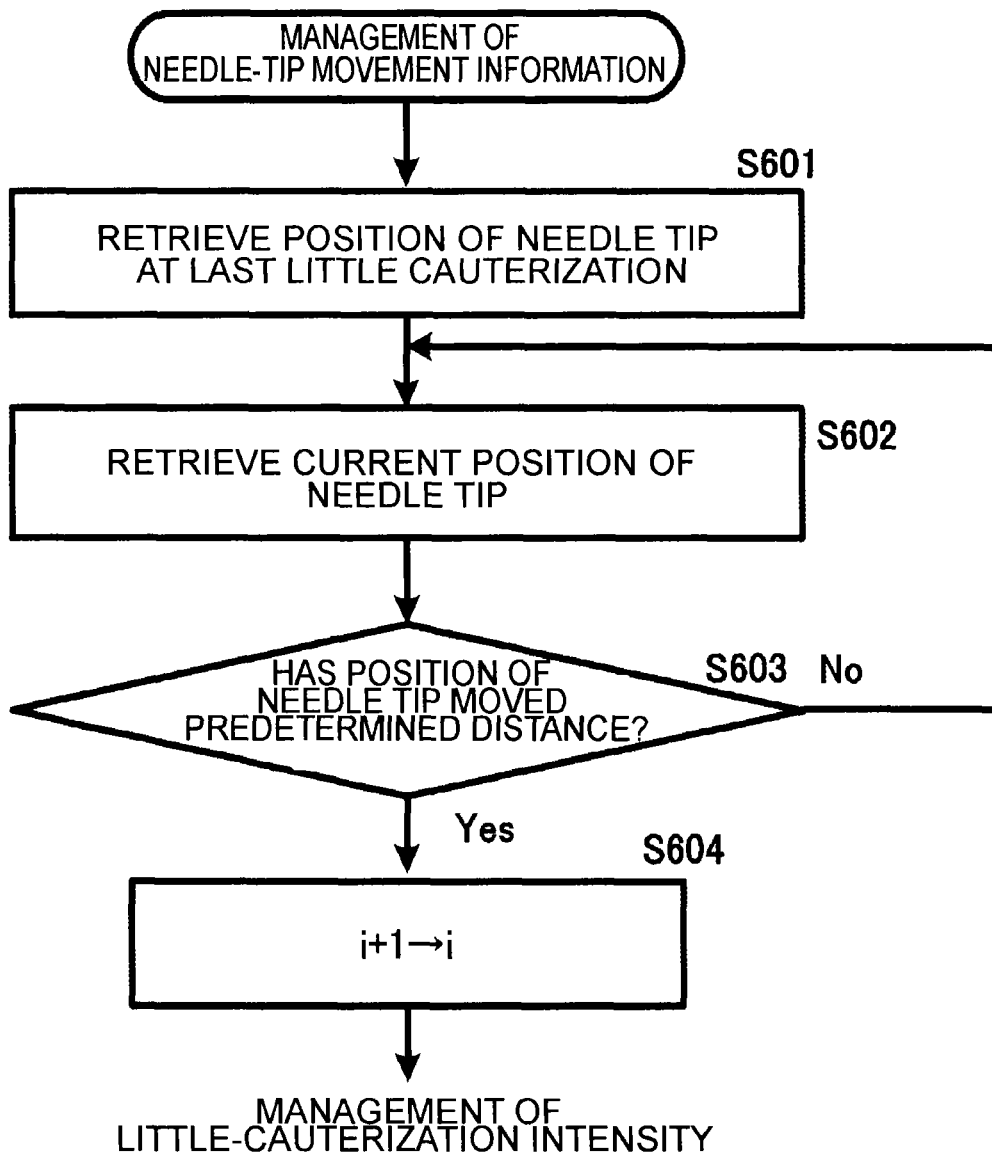 MANAGEMENT OF
NEEDLE-TIP MOVEMENT INFORMATION
S601
RETRIEVE POSITION OF NEEDLE TIP
AT LAST LITTLE CAUTERIZATION
S602
RETRIEVE CURRENT POSITION OF
NEEDLE TIP
S603 No
HAS POSITION OF
NEEDLE TIP MOVED
PREDETERMINED DISTANCE?
Yes
S604
i+1→i
MANAGEMENT OF
LITTLE-CAUTERIZATION INTENSITY